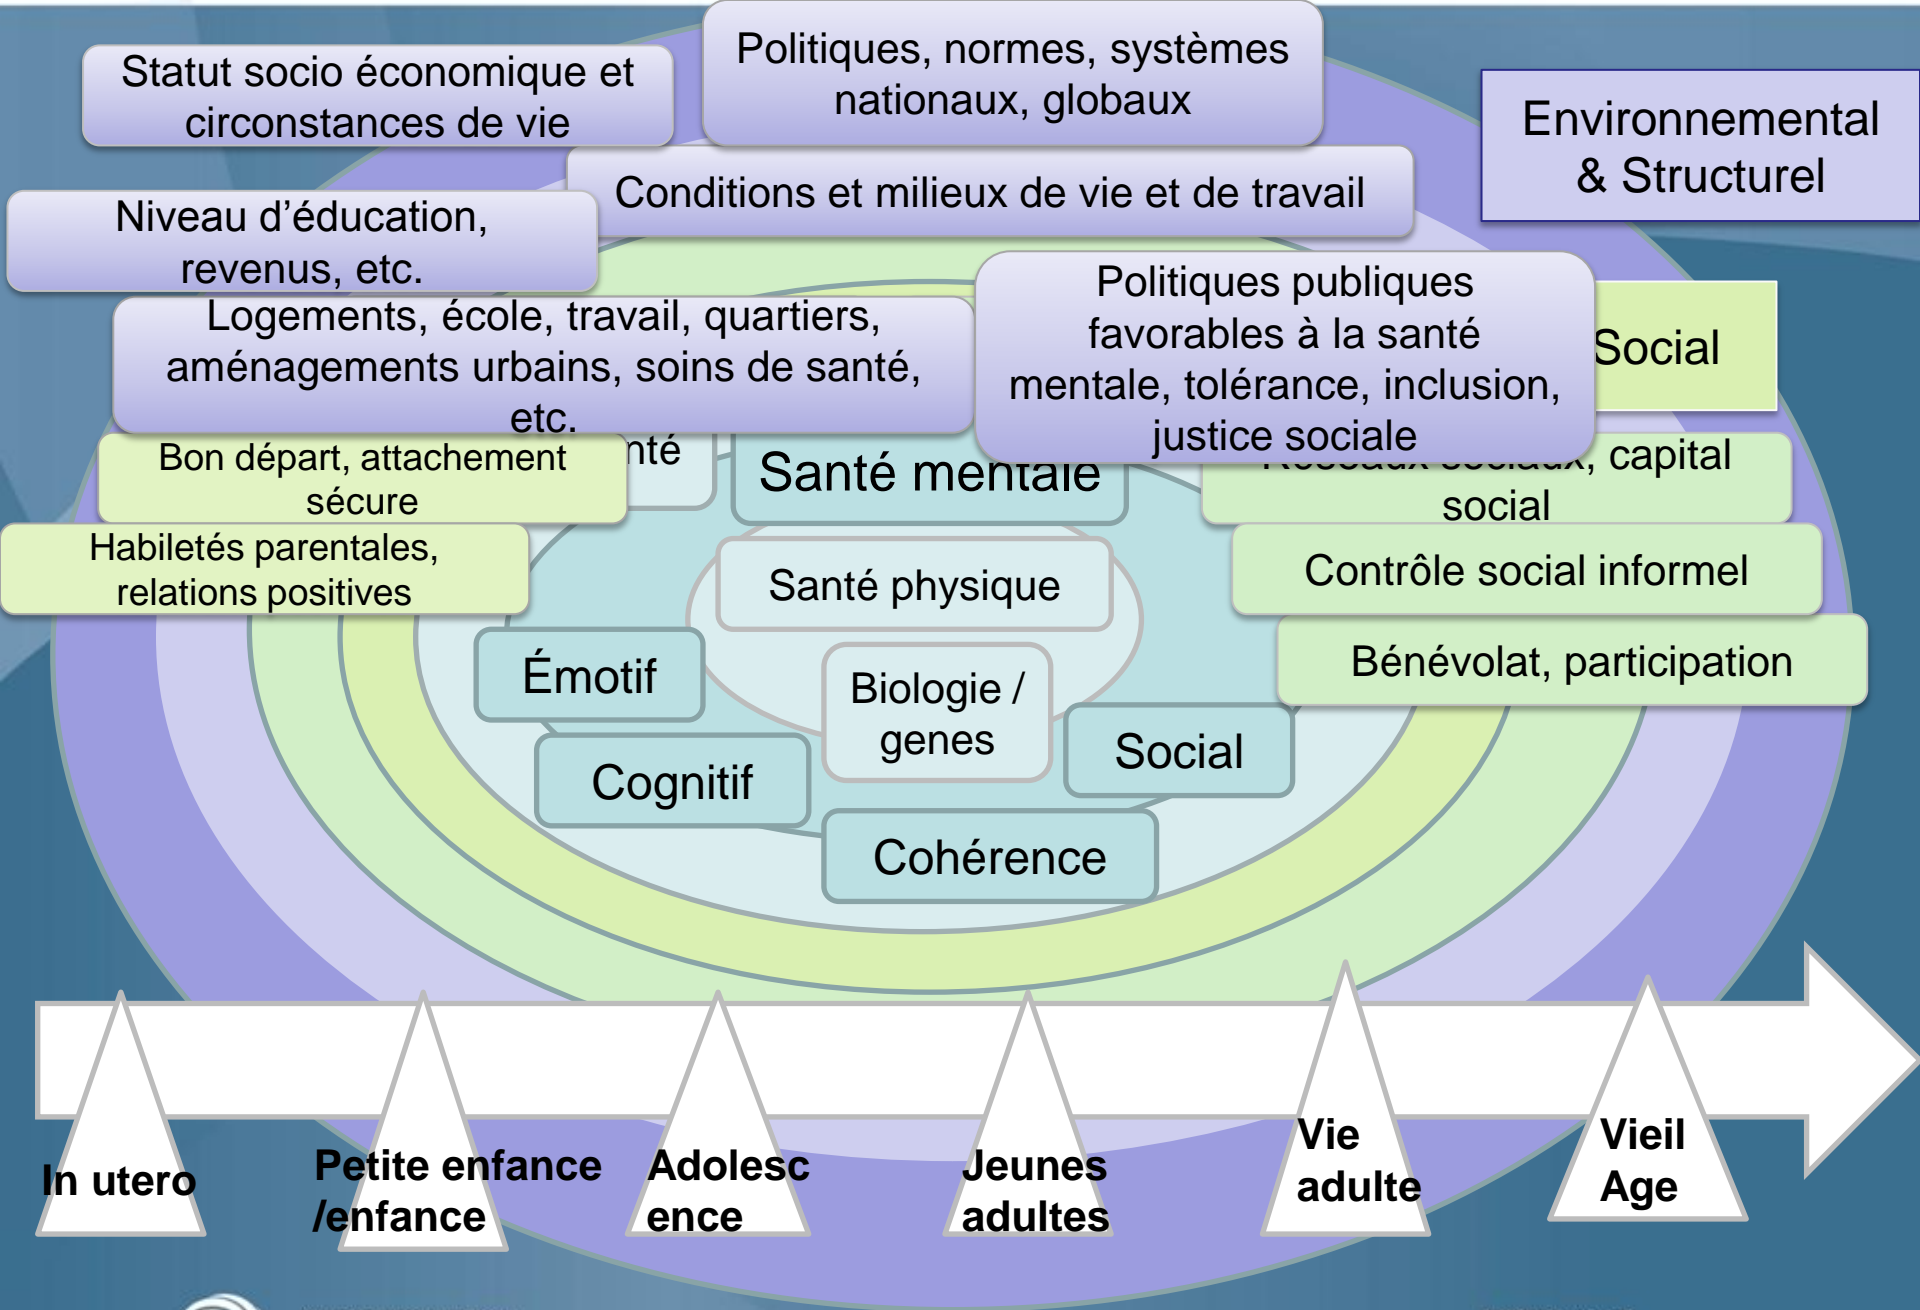 Politiques, normes, systèmes
nationaux, globaux
Statut socio économique et
circonstances de vie
Environnemental
& Structurel
Conditions et milieux de vie et de travail
Niveau d’éducation,
revenus, etc.
Politiques publiques
favorables à la santé
mentale, tolérance, inclusion,
justice sociale
Logements, école, travail, quartiers,
aménagements urbains, soins de santé,
etc.
Social
Bon départ, attachement
sécure
Santé mentale
capital
social
Habiletés parentales,
relations positives
Santé physique
Contrôle social informel
Émotif
Biologie /
genes
Bénévolat, participation
Cognitif
Social
Cohérence
In utero
Petite enfance
/enfance
Adolesc
ence
Jeunes
adultes
Vie
adulte
Vieil
Age